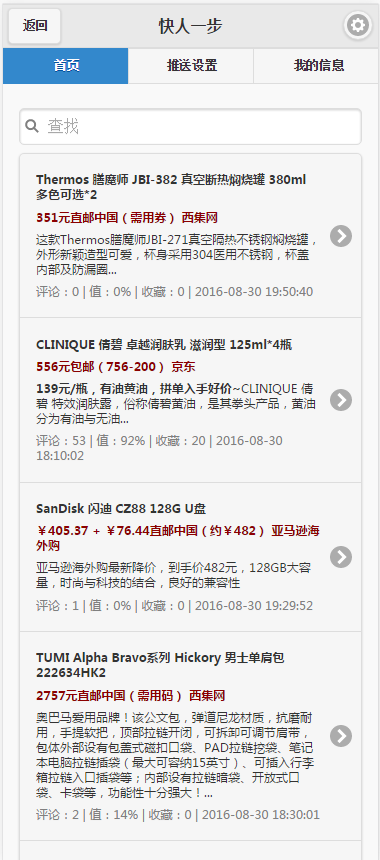 返回
快人一步
首页
推送设置
我的信息
查找
Thermos 膳魔师 JBI-382 真空断热焖烧罐 380ml
多色可选*2
351元直邮中国（需用券） 西集网
这款Thermos膳魔师JBI-271真空隔热不锈钢焖烧罐，
外形新颖造型可爱，杯身采用304医用不锈钢，杯盖
内部及防漏圈...
评论：0 | 值：0% | 收藏：0 | 2016-08-30 19:50:40
CLINIQUE 倩碧 卓越润肤乳 滋润型 125ml*4瓶
556元包邮（756-200） 京东
139元/瓶，有油黄油，拼单入手好价~CLINIQUE 倩
碧 特效润肤露，俗称倩碧黄油，是其拳头产品，黄油
分为有油与无油...
评论：53 | 值：92% | 收藏：20 | 2016-08-30
18:10:02
SanDisk 闪迪 CZ88 128G U盘
￥405.37 + ￥76.44直邮中国（约￥482） 亚马逊海
外购
亚马逊海外购最新降价，到手价482元，128GB大容
量，时尚与科技的结合，良好的兼容性
评论：1 | 值：0% | 收藏：0 | 2016-08-30 19:29:52
TUMI Alpha Bravo系列 Hickory 男士单肩包
222634HK2
2757元直邮中国（需用码） 西集网
奥巴马爱用品牌！该公文包，弹道尼龙材质，抗磨耐
用，手提软把，顶部拉链开闭，可拆卸可调节肩带，
包体外部设有包盖式磁扣口袋、PAD拉链挖袋、笔记
本电脑拉链插袋（最大可容纳15英寸）、可插入行李
箱拉链入口插袋等；内部设有拉链暗袋、开放式口
袋、卡袋等，功能性十分强大！...
评论：2 | 值：14% | 收藏：0 | 2016-08-30 18:30:01